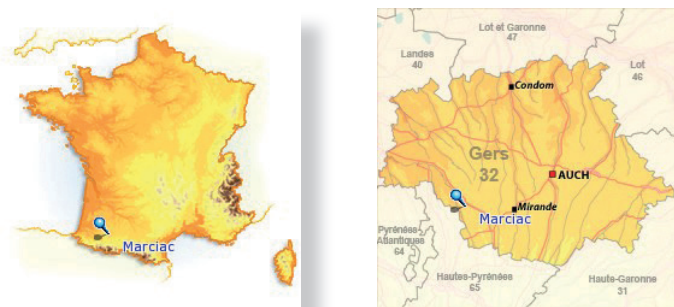 Marciac
Lot et Garonne
47
Landes
40
Lot
46
Condom
Gers
32
AUCH
Mirande
Marciac
Pyrénées-
Atlantiques
64
Hautes-Pyrénées
65
Haute-Garonne
31